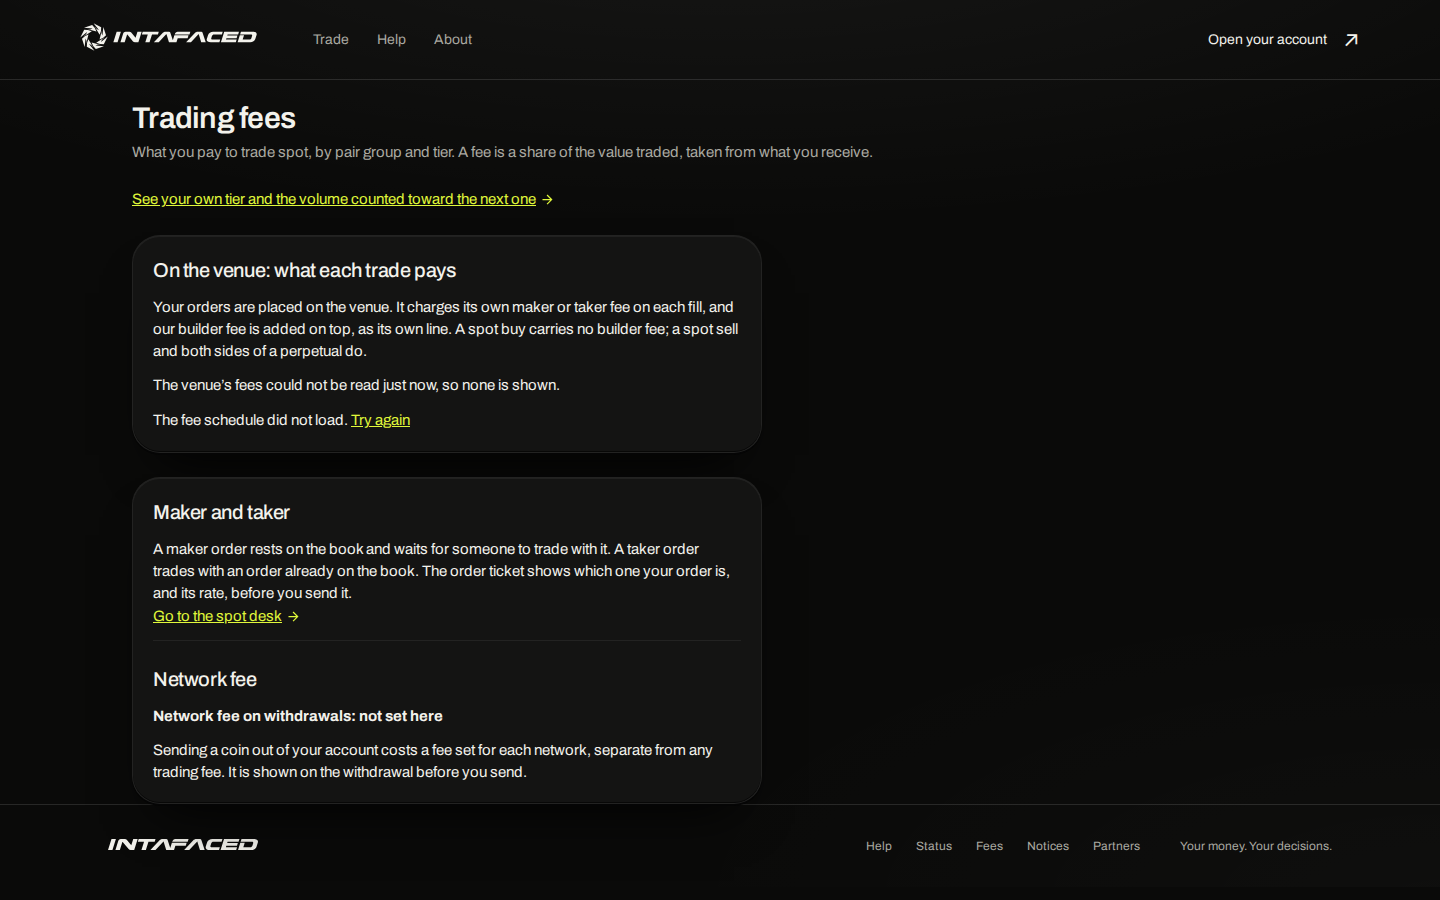 INTAFACED
Trade
Help
About
Open your account
Trading fees
What you pay to trade spot, by pair group and tier. A fee is a share of the value traded, taken from what you receive.
See your own tier and the volume counted toward the next one →
On the venue: what each trade pays
Your orders are placed on the venue. It charges its own maker or taker fee on each fill, and
our builder fee is added on top, as its own line. A spot buy carries no builder fee; a spot sell
and both sides of a perpetual do.
The venue’s fees could not be read just now, so none is shown.
The fee schedule did not load. Try again
Maker and taker
A maker order rests on the book and waits for someone to trade with it. A taker order
trades with an order already on the book. The order ticket shows which one your order is,
and its rate, before you send it.
Go to the spot desk →
Network fee
Network fee on withdrawals: not set here
Sending a coin out of your account costs a fee set for each network, separate from any
trading fee. It is shown on the withdrawal before you send.
INTAFACED
Help
Status
Fees
Notices
Partners
Your money. Your decisions.